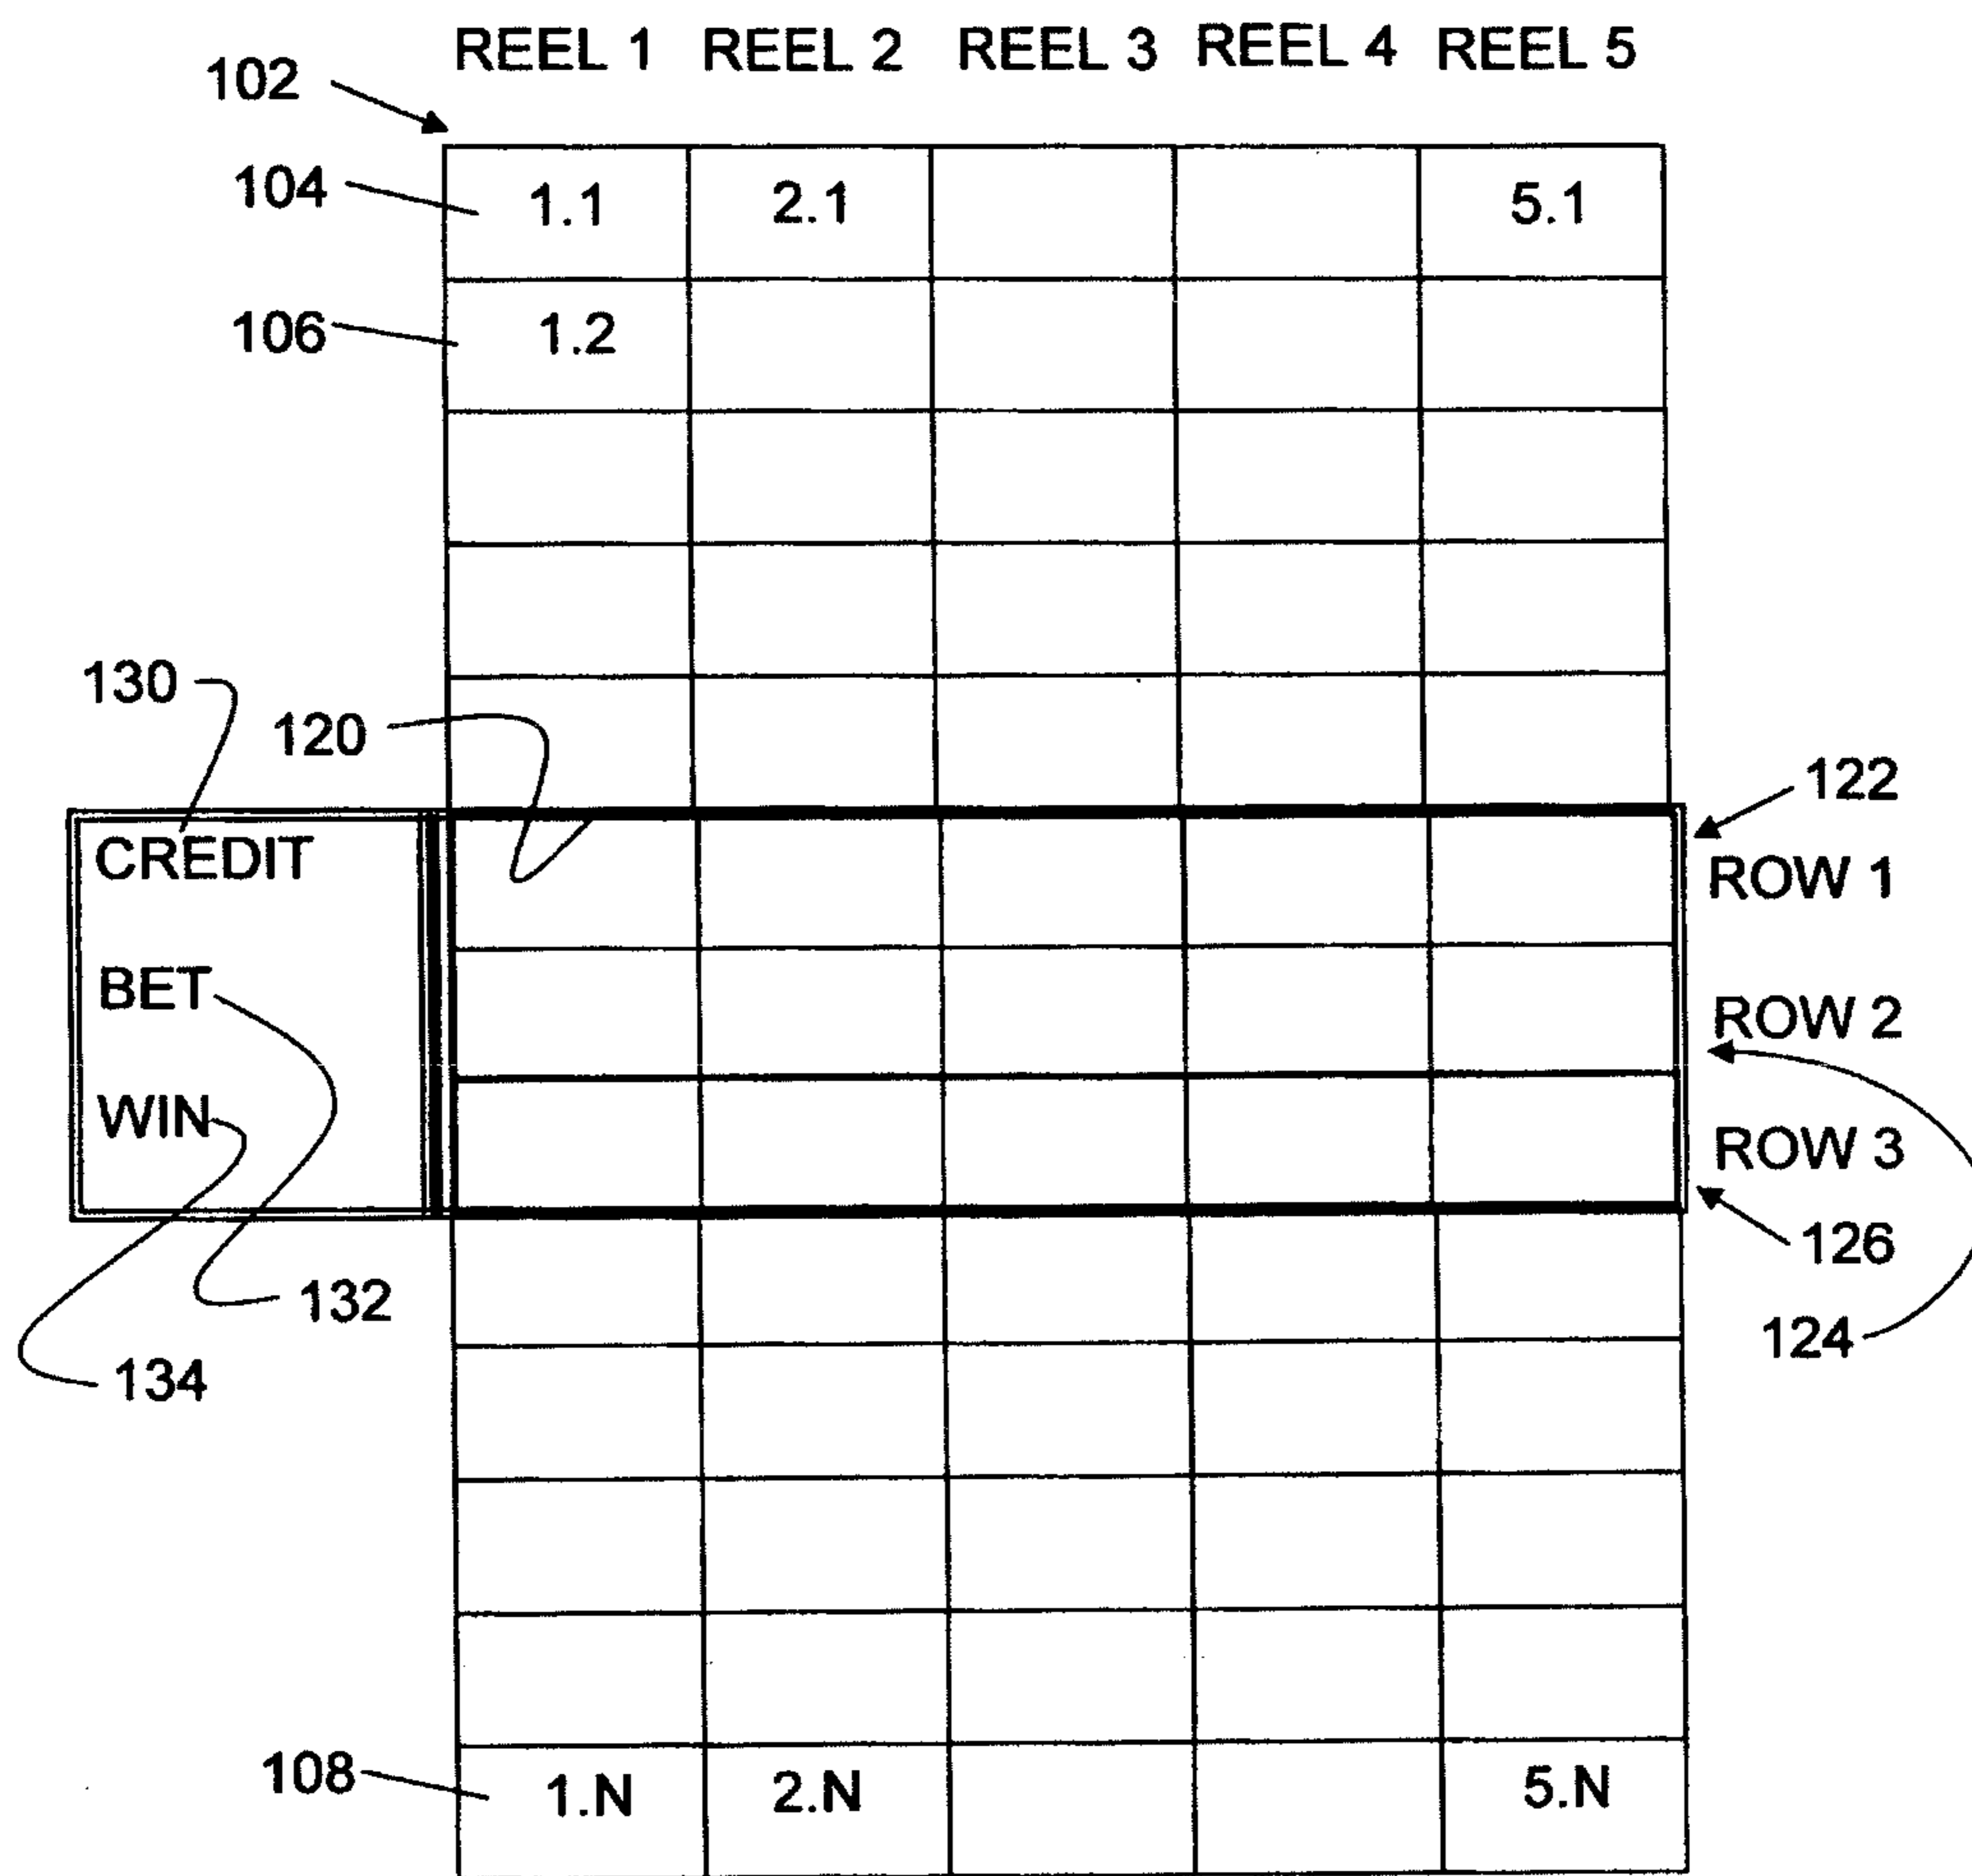 REEL 1 REEL 2 REEL 3 REEL 4 REEL 5
102
104 1.1 2.1 5.1
106 1.2
130
120
122
CREDIT ROW 1
BET ROW 2
WIN ROW 3
126
132
124
134
108 1.N 2.N 5.N